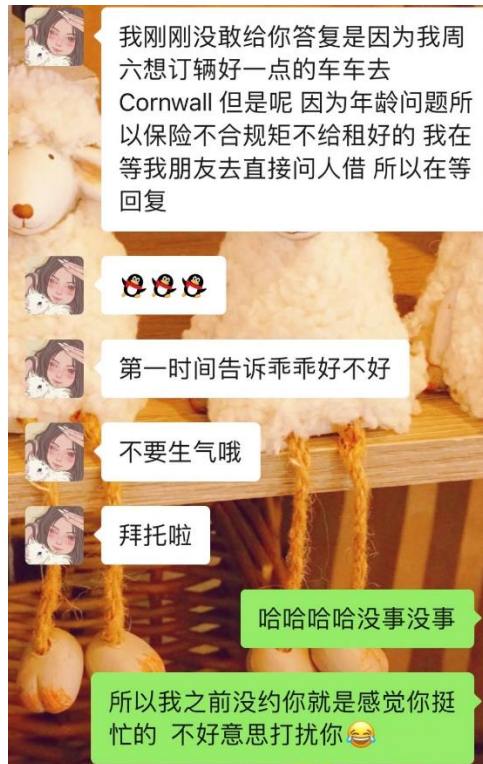 我刚刚没敢给你答复是因为我周
六想订辆好一点的车车去
Cornwall 但是呢 因为年龄问题所
以保险不合规矩不给租好的 我在
等我朋友去直接问人借 所以在等
回复
🐧🐧🐧
第一时间告诉乖乖好不好
不要生气哦
拜托啦
哈哈哈哈没事没事
所以我之前没约你就是感觉你挺
忙的 不好意思打扰你😂